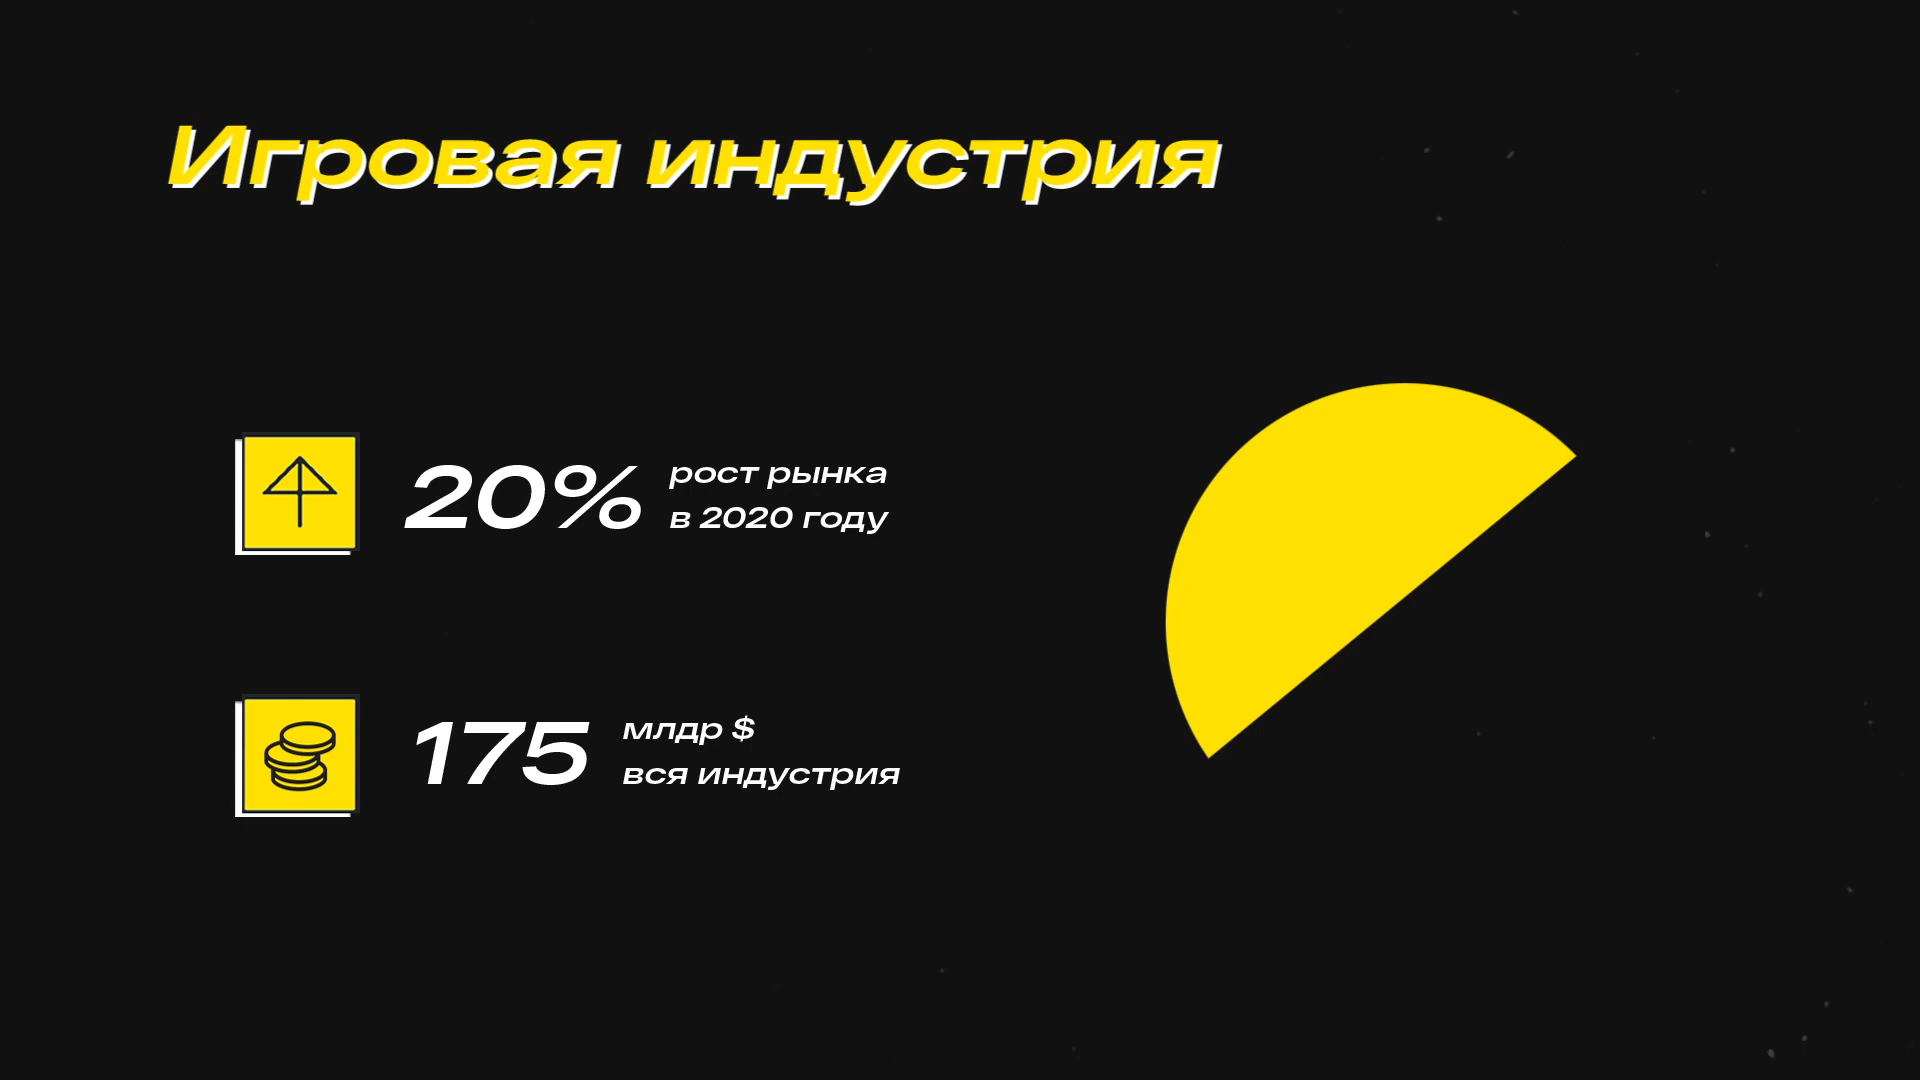 Игровая индустрия
20%
рост рынка
в 2020 году
175
млдр $
вся индустрия